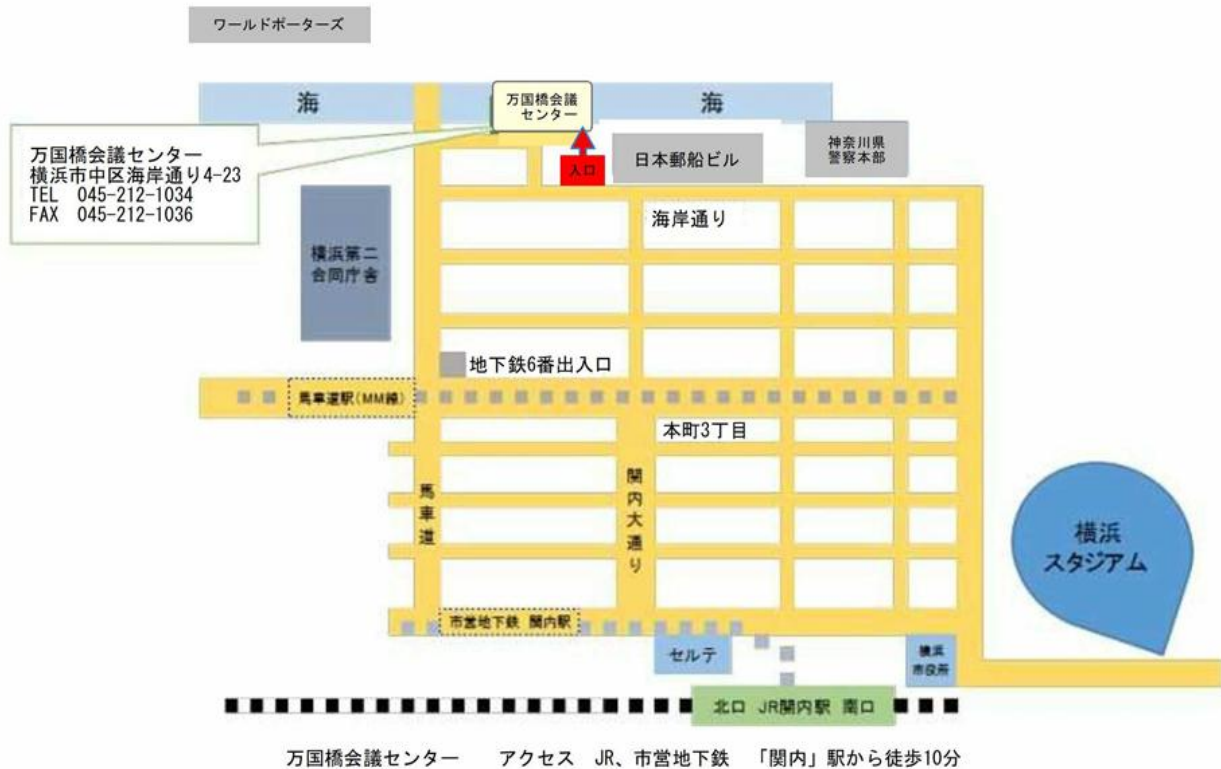 ワールドポーターズ
海
万国橋会議
センター
海
万国橋会議センター
横浜市中区海岸通り4-23
TEL 045-212-1034
FAX 045-212-1036
入口
日本郵船ビル
神奈川県
警察本部
海岸通り
横浜第二
合同庁舎
地下鉄6番出入口
馬車道駅(MM線)
本町3丁目
馬車道
関内大通り
横浜
スタジアム
市営地下鉄 関内駅
セルテ
横浜
市役所
北口 JR関内駅 南口
万国橋会議センター アクセス JR、市営地下鉄 「関内」駅から徒歩10分